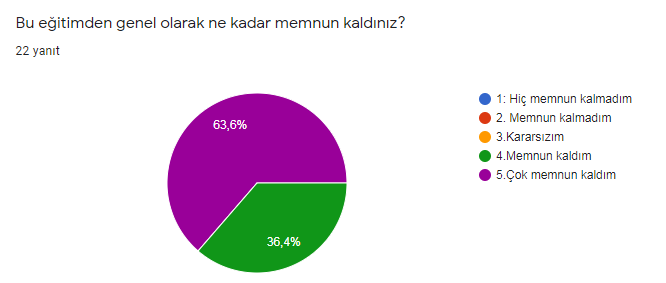 Bu eğitimden genel olarak ne kadar memnun kaldınız?
22 yanıt
63,6%
36,4%
1: Hiç memnun kalmadım
2. Memnun kalmadım
3.Kararsızım
4.Memnun kaldım
5.Çok memnun kaldım